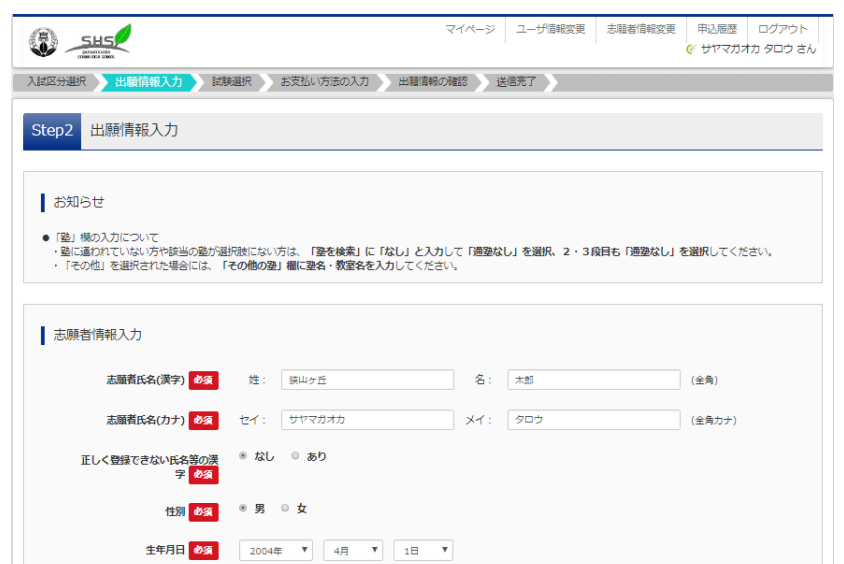 SHS
マイページ ユーザ情報変更 志願者情報変更 申込履歴 ログアウト
サヤマガオカ タロウ さん
入試区分選択 出願情報入力 試験選択 お支払い方法の入力 出願情報の確認 送信完了
Step2 出願情報入力
お知らせ
● 「塾」欄の入力について
・塾に通われていない方や該当の塾が選択肢にない方は、「塾を検索」に「なし」と入力して「通塾なし」を選択、2・3段目も「通塾なし」を選択してください。
・「その他」を選択された場合には、「その他の塾」欄に塾名・教室名を入力してください。
志願者情報入力
志願者氏名(漢字) 必須 姓： 狭山ヶ丘 名： 太郎 (全角)
志願者氏名(カナ) 必須 セイ： サヤマガオカ メイ： タロウ (全角カナ)
正しく登録できない氏名等の漢 なし あり
字 必須
性別 必須 男 女
生年月日 必須 2004年 4月 1日